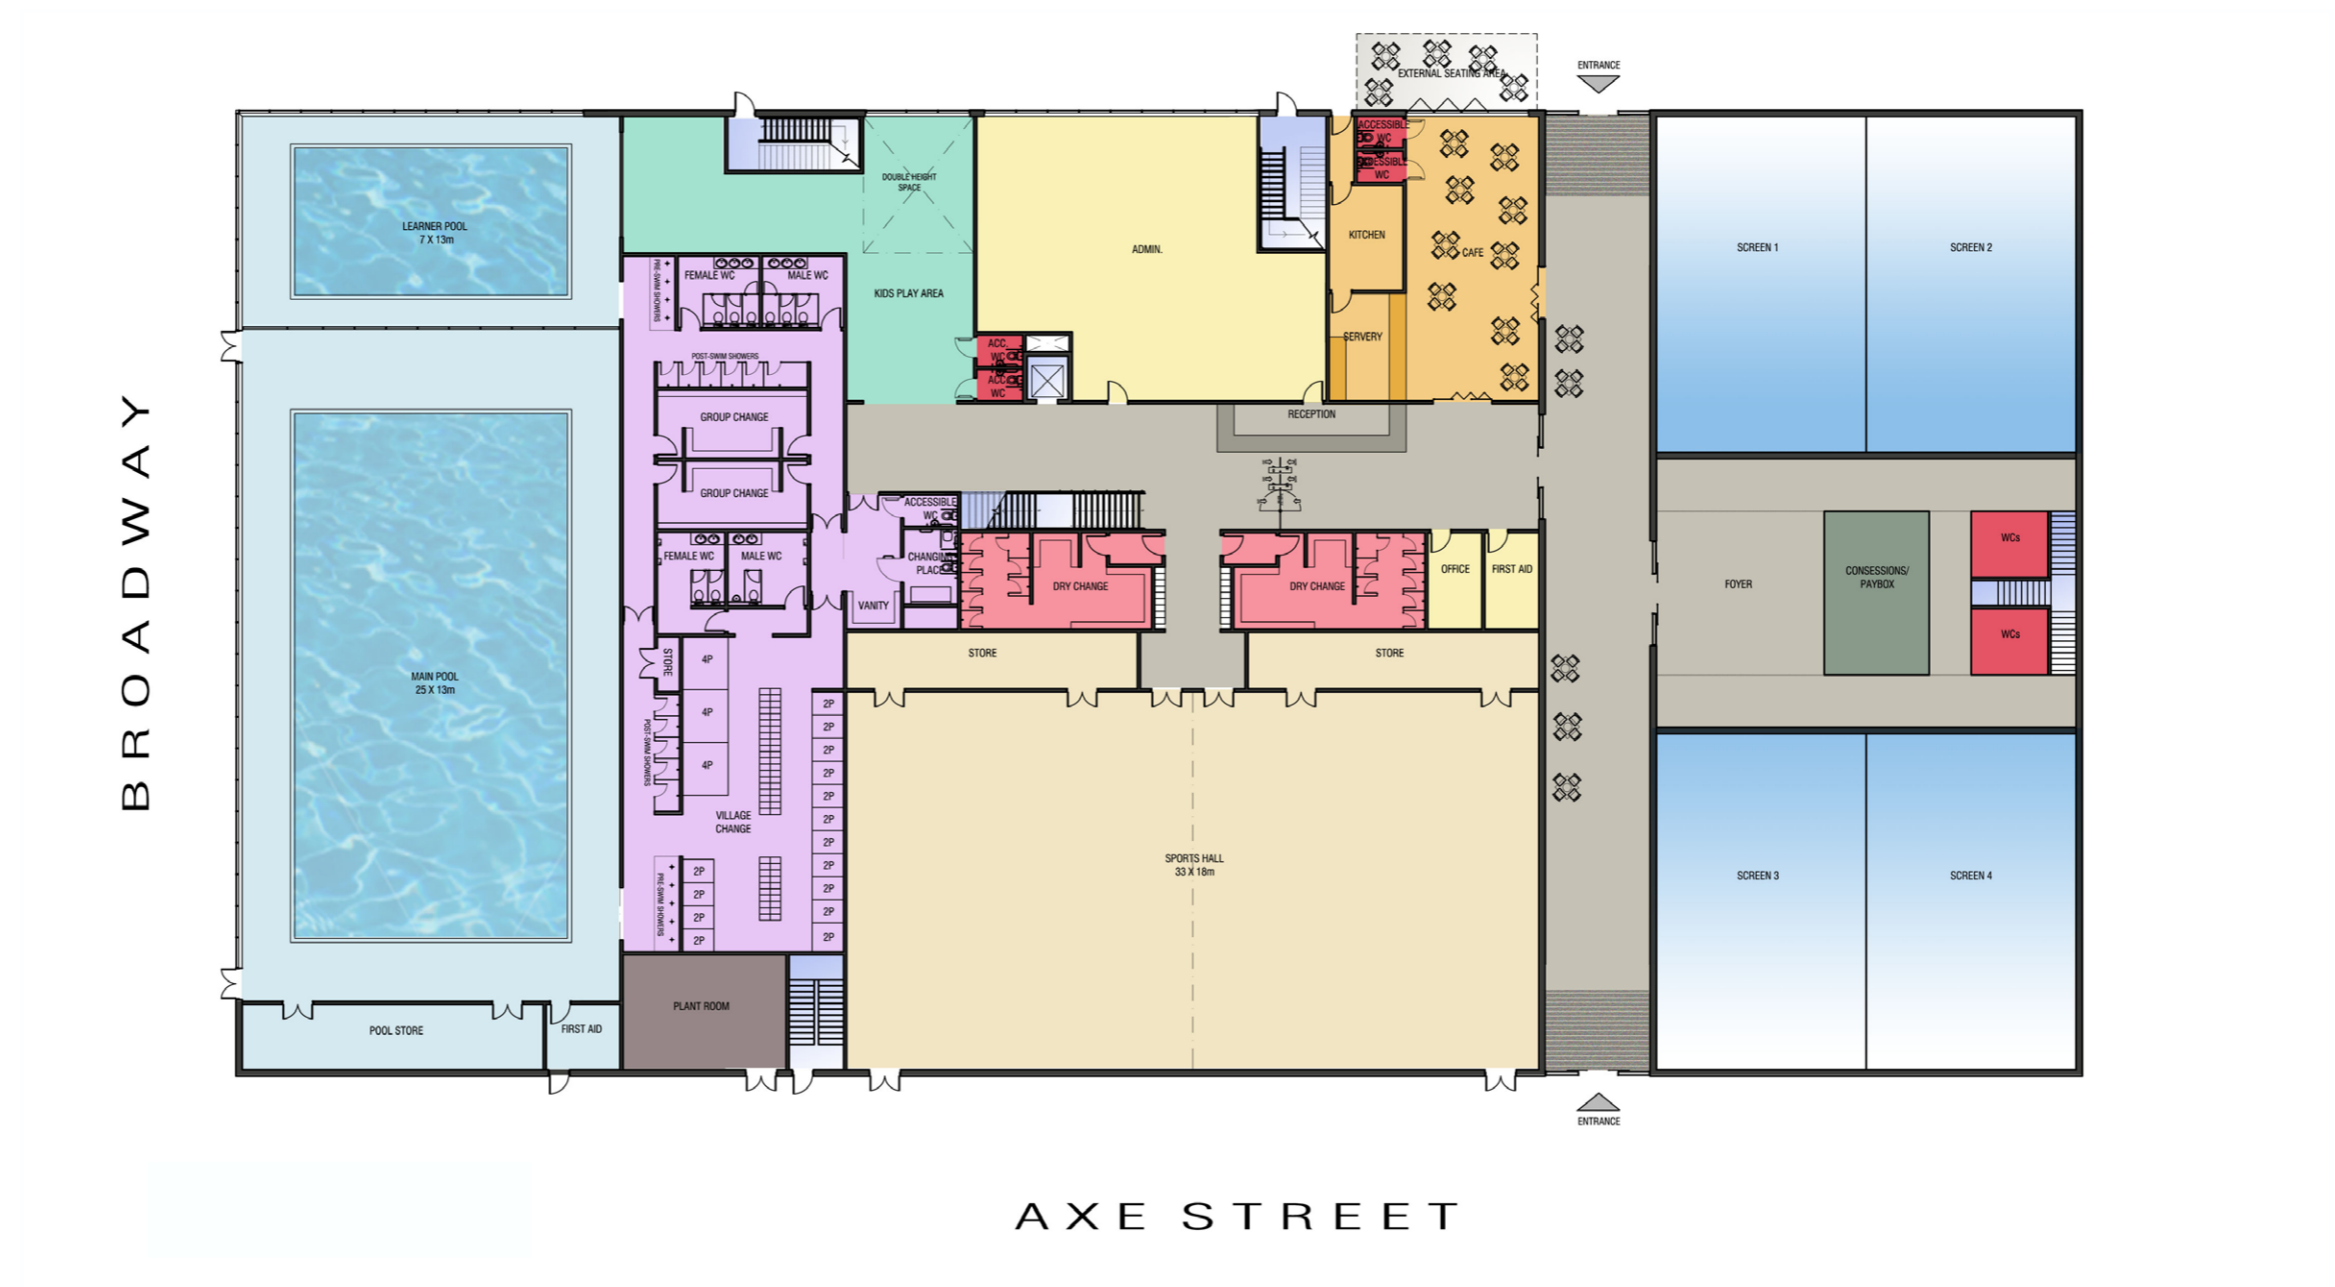 ENTRANCE
EXTERNAL SEATING AREA
ACCESSIBLE
WC
WC
DOUBLE HEIGHT
SPACE
LEARNER POOL
7 X 13m
KITCHEN
CAFE
ADMIN.
SCREEN 1
SCREEN 2
PRE-SWIM SHOWERS
FEMALE WC
MALE WC
KIDS PLAY AREA
SERVERY
ACC.
WC
ACC.
WC
POST-SWIM SHOWERS
GROUP CHANGE
RECEPTION
GROUP CHANGE
ACCESSIBLE
WC
FEMALE WC
MALE WC
CHANGING
PLACE
VANITY
DRY CHANGE
DRY CHANGE
OFFICE
FIRST AID
FOYER
CONSESSIONS/
PAYBOX
WCs
WCs
STORE
STORE
STORE
4P
4P
4P
MAIN POOL
25 X 13m
POST-SWIM SHOWERS
2P
2P
2P
2P
2P
2P
2P
2P
2P
2P
2P
VILLAGE
CHANGE
SPORTS HALL
33 X 18m
SCREEN 3
SCREEN 4
PRE-SWIM SHOWERS
2P
2P
2P
2P
PLANT ROOM
POOL STORE
FIRST AID
ENTRANCE
BROADWAY
AXE STREET